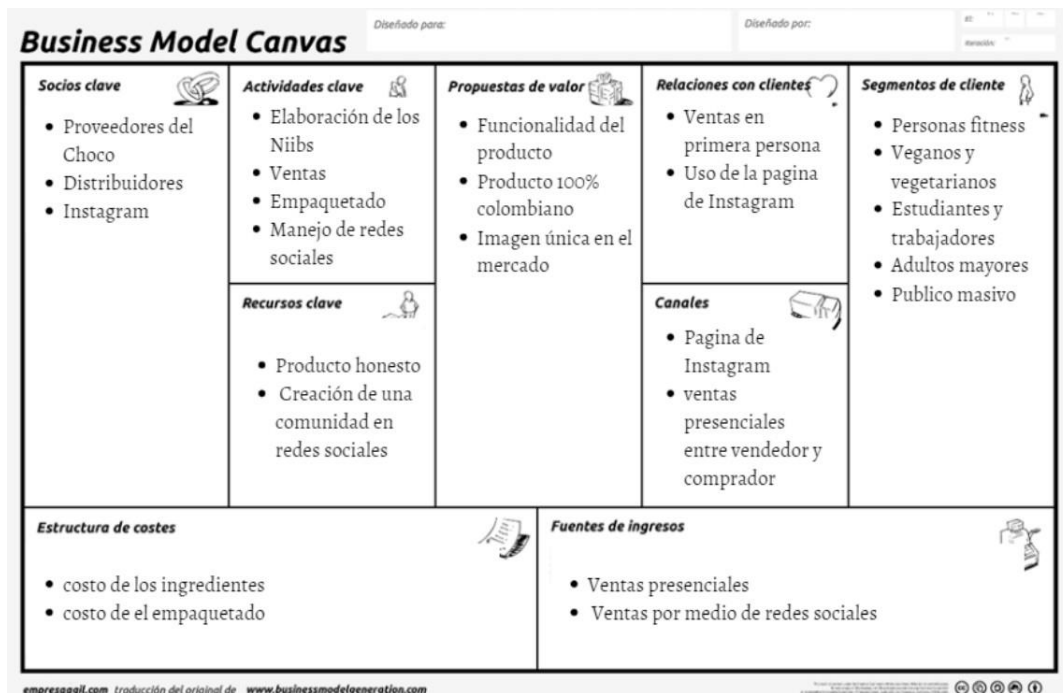 Business Model Canvas
Diseñado para:
Diseñado por:
Iteración:
Socios clave
• Proveedores del
Choco
• Distribuidores
• Instagram
Actividades clave
• Elaboración de los
Niibs
• Ventas
• Empaquetado
• Manejo de redes
sociales
Recursos clave
• Producto honesto
• Creación de una
comunidad en
redes sociales
Propuestas de valor
• Funcionalidad del
producto
• Producto 100%
colombiano
• Imagen única en el
mercado
Relaciones con clientes
• Ventas en
primera persona
• Uso de la pagina
de Instagram
Canales
• Pagina de
Instagram
• ventas
presenciales
entre vendedor y
comprador
Segmentos de cliente
• Personas fitness
• Veganos y
vegetarianos
• Estudiantes y
trabajadores
• Adultos mayores
• Publico masivo
Estructura de costes
• costo de los ingredientes
• costo de el empaquetado
Fuentes de ingresos
• Ventas presenciales
• Ventas por medio de redes sociales
empresagil.com traducción del original de www.businessmodelgeneration.com